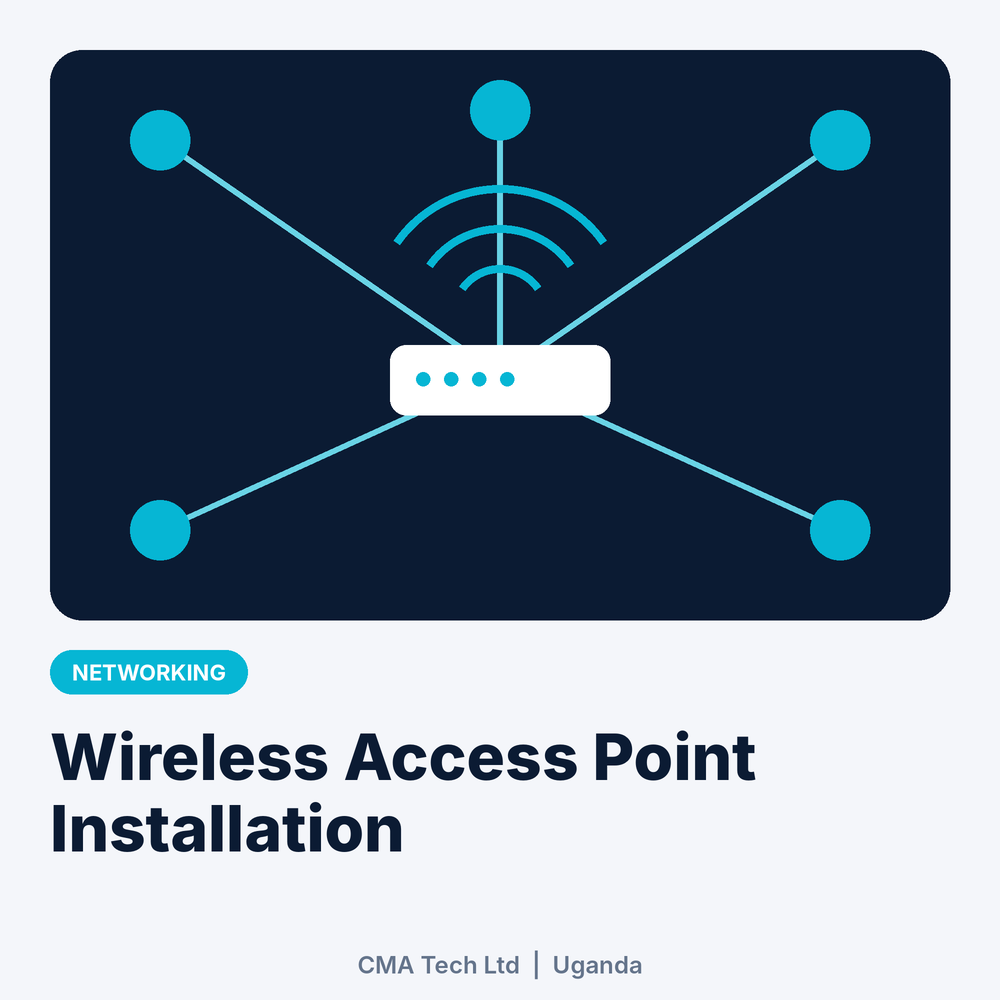 NETWORKING
Wireless Access Point
Installation
CMA Tech Ltd | Uganda